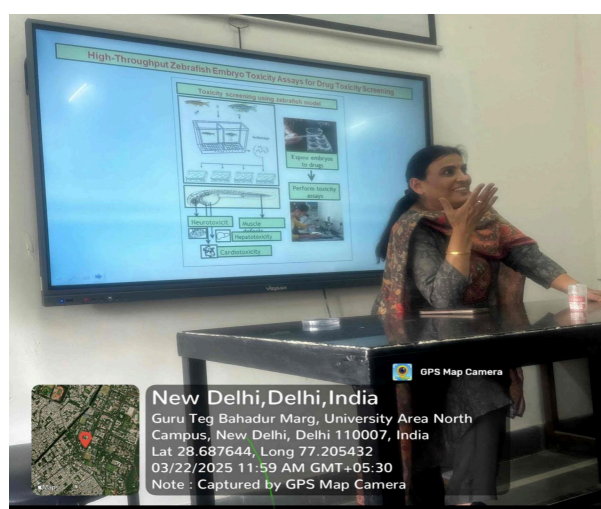 High-Throughput Zebrafish Embryo Toxicity Assays for Drug Toxicity Screening
Toxicity screening using zebrafish model
Expose embryos
to drugs
Perform toxicity
assays
Neurotoxicit
Muscle
Hepatotoxicity
Cardiotoxicity
GPS Map Camera
New Delhi,Delhi,India
Guru Teg Bahadur Marg, University Area North
Campus, New Delhi, Delhi 110007, India
Lat 28.687644, Long 77.205432
03/22/2025 11:59 AM GMT+05:30
Note : Captured by GPS Map Camera